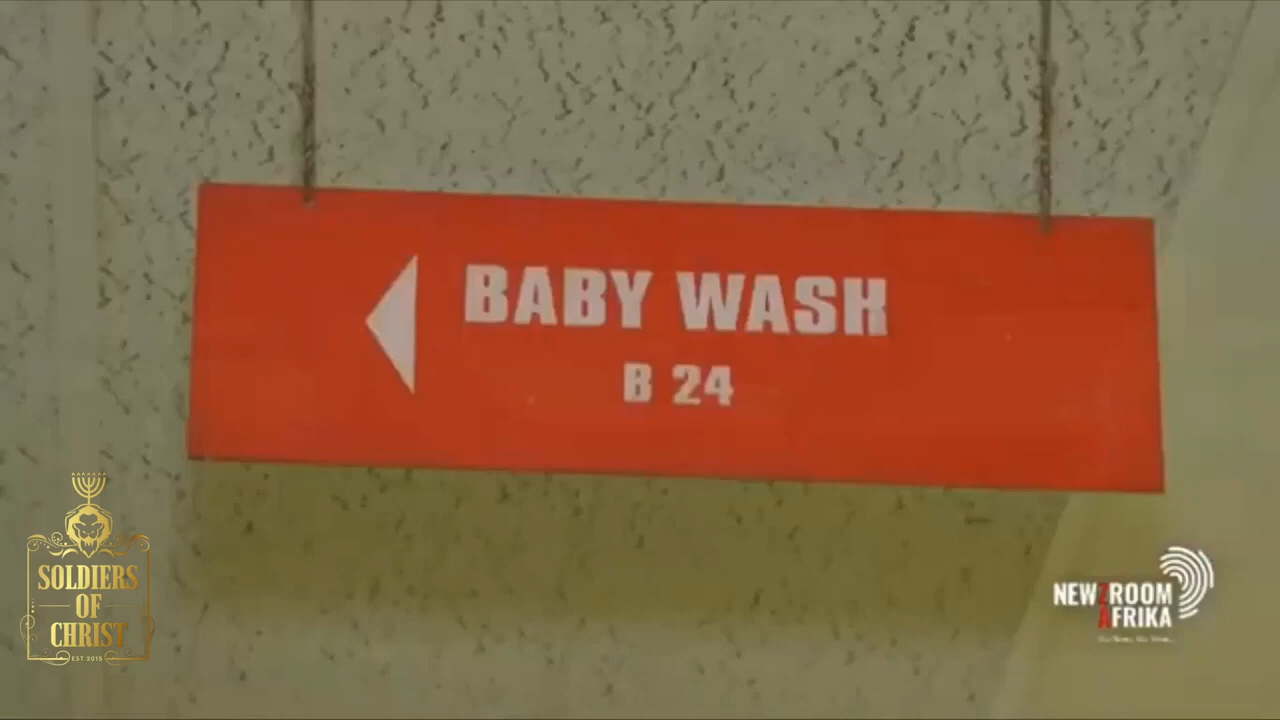 BABY WASH
B 24
SOLDIERS
OF
CHRIST
EST 2015
NEWZROOM
AFRIKA